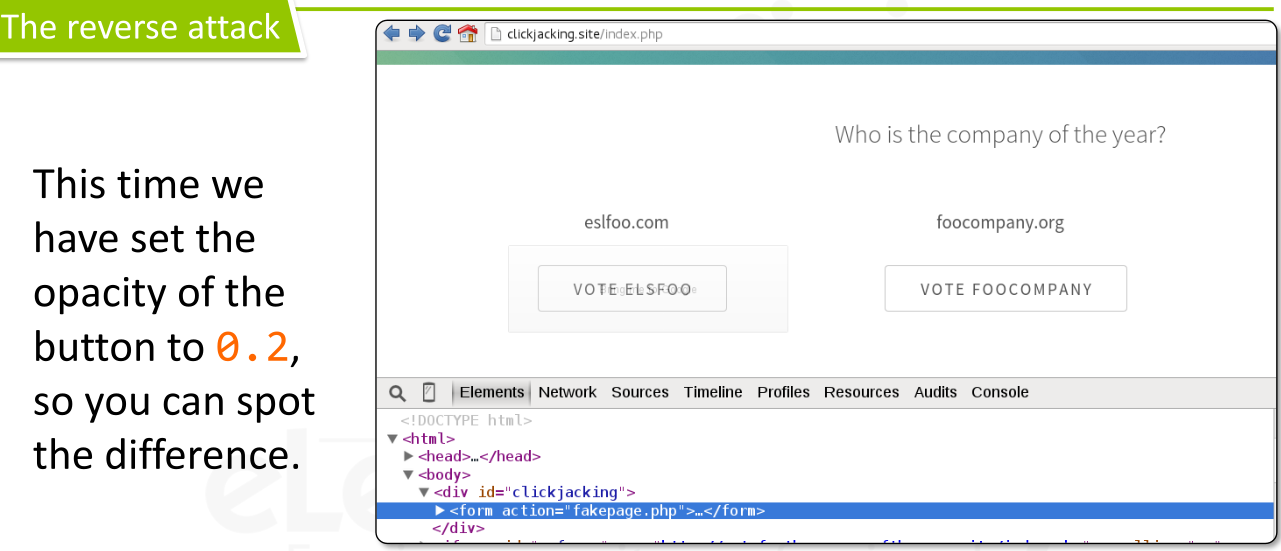 The reverse attack
This time we
have set the
opacity of the
button to 0.2,
so you can spot
the difference.
clickjacking.site/index.php
Who is the company of the year?
eslfoo.com
foocompany.org
VOTE ELSFOO
VOTE FOOCOMPANY
Elements Network Sources Timeline Profiles Resources Audits Console
<!DOCTYPE html>
▼<html>
▶<head>…</head>
▼<body>
▼<div id="clickjacking">
▶<form action="fakepage.php">…</form>
</div>